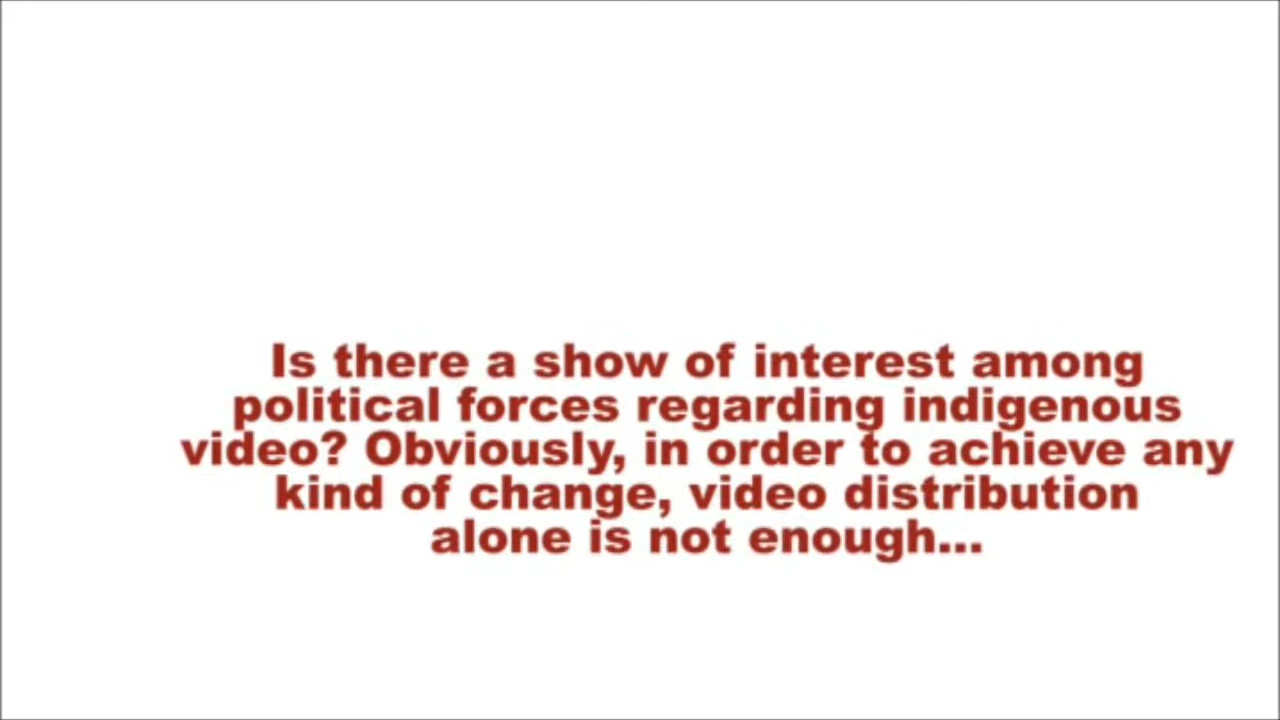 Is there a show of interest among
political forces regarding indigenous
video? Obviously, in order to achieve any
kind of change, video distribution
alone is not enough...